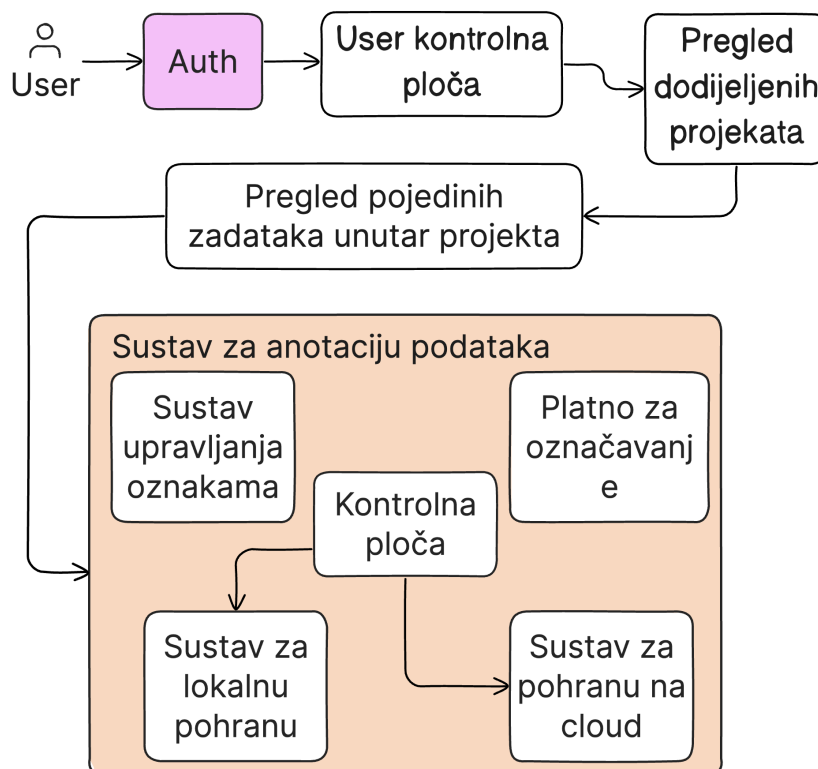 User
Auth
User kontrolna
ploča
Pregled
dodijeljenih
projekata
Pregled pojedinih
zadataka unutar projekta
Sustav za anotaciju podataka
Sustav
upravljanja
oznakama
Platno za
označavanj
e
Kontrolna
ploča
Sustav za
lokalnu
pohranu
Sustav za
pohranu na
cloud